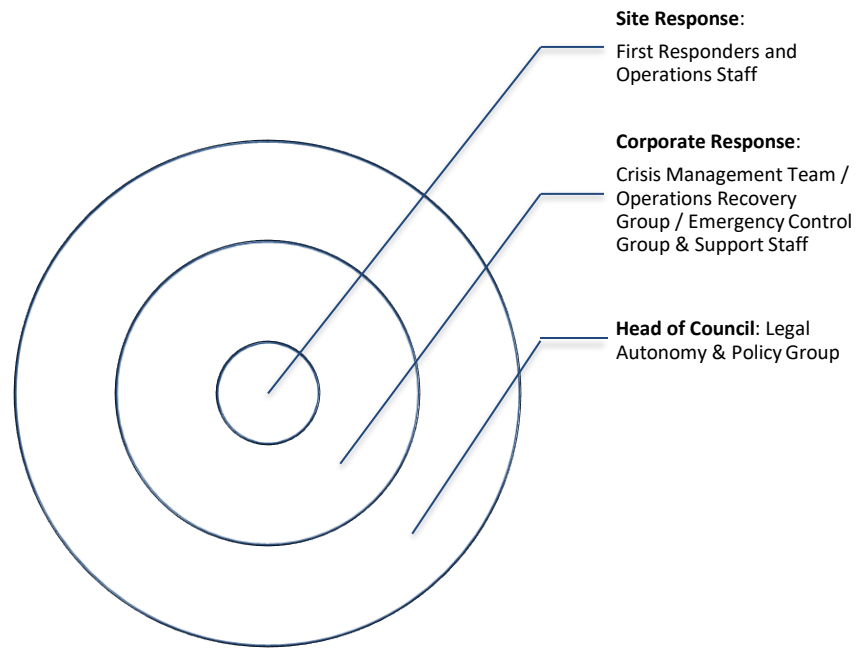 Site Response:
First Responders and
Operations Staff
Corporate Response:
Crisis Management Team /
Operations Recovery
Group / Emergency Control
Group & Support Staff
Head of Council: Legal
Autonomy & Policy Group